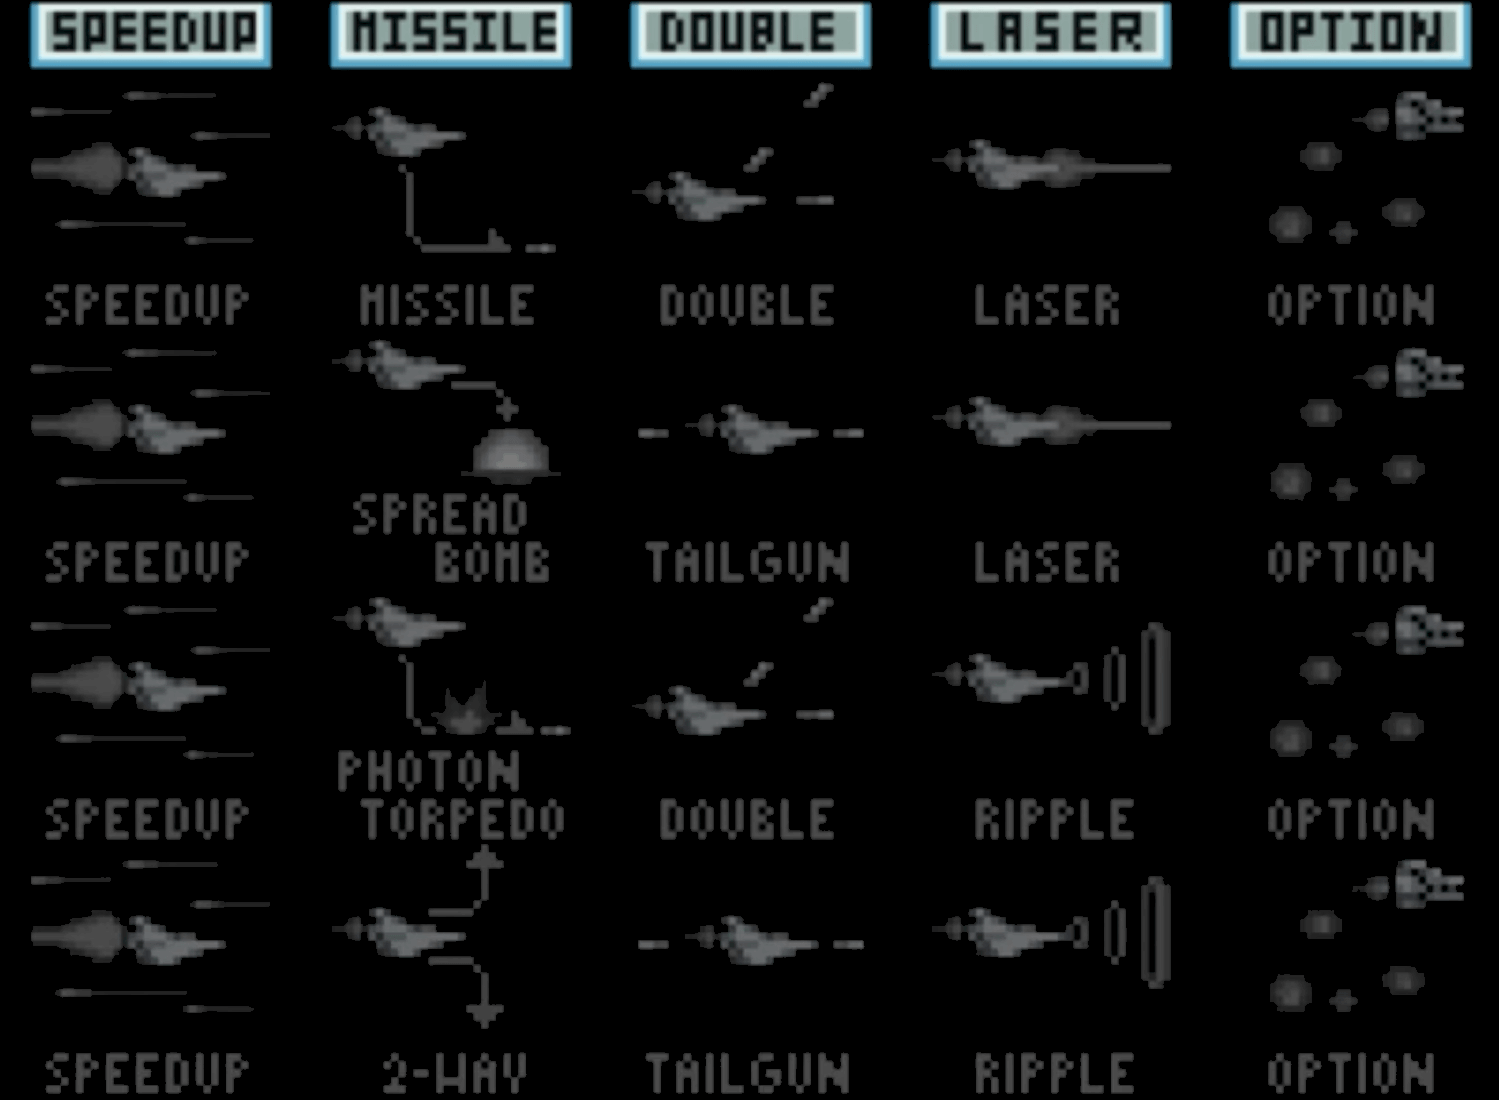 SPEEDUP MISSILE DOUBLE LASER OPTION
SPEEDUP MISSILE DOUBLE LASER OPTION
SPREAD
SPEEDUP BOMB TAILGUN LASER OPTION
PHOTON
SPEEDUP TORPEDO DOUBLE RIPPLE OPTION
SPEEDUP 2-WAY TAILGUN RIPPLE OPTION